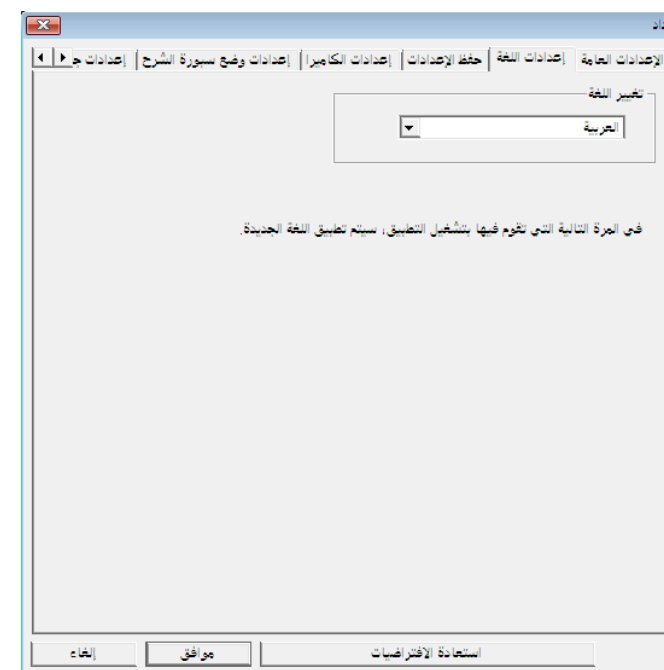 الإعدادات العامة إعدادات اللغة حفظ الإعدادات إعدادات الكاميرا إعدادات وضع سبورة الشرح إعدادات
تغيير اللغة
العربية
في المرة التالية التي تقوم فيها بتشغيل التطبيق، سيتم تطبيق اللغة الجديدة.
استعادة الافتراضيات موافق إلغاء